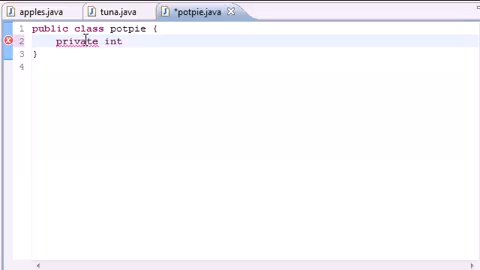 apples.java tuna.java *potpie.java
1 public class potpie {
2 private int
3 }
4